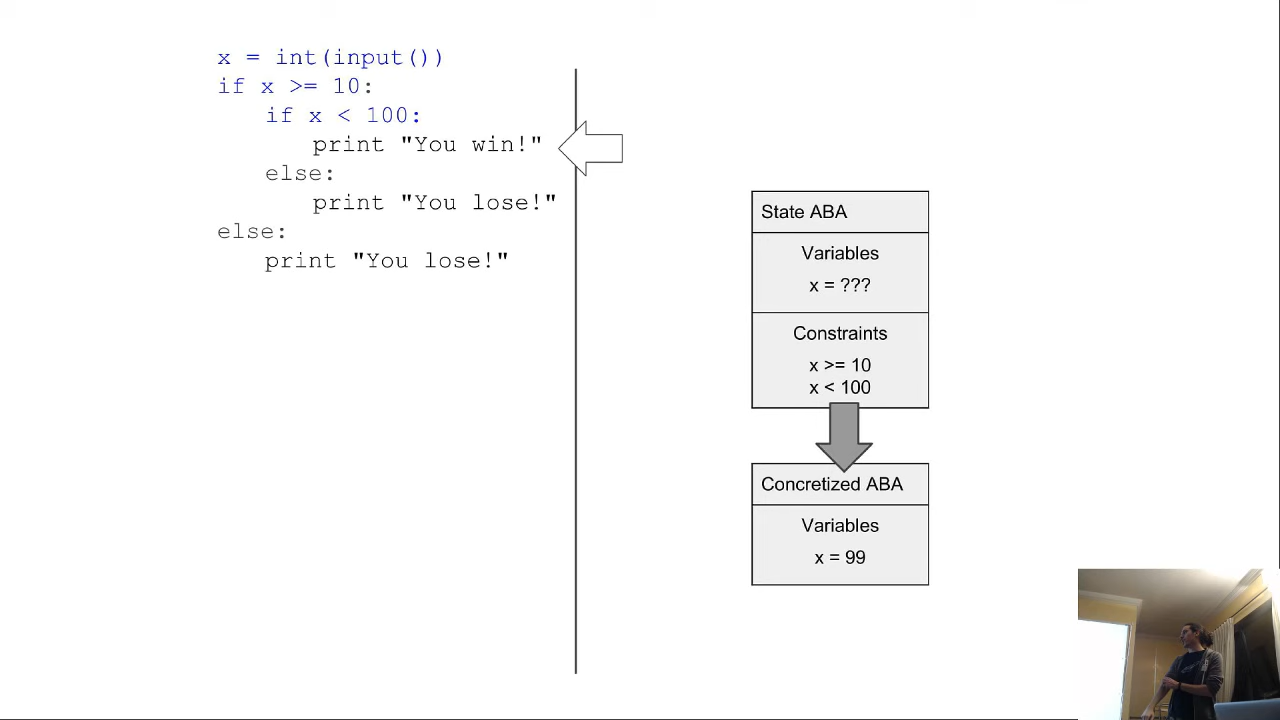 x = int(input())
if x >= 10:
if x < 100:
print "You win!"
else:
print "You lose!"
else:
print "You lose!"
State ABA
Variables
x = ???
Constraints
x >= 10
x < 100
Concretized ABA
Variables
x = 99